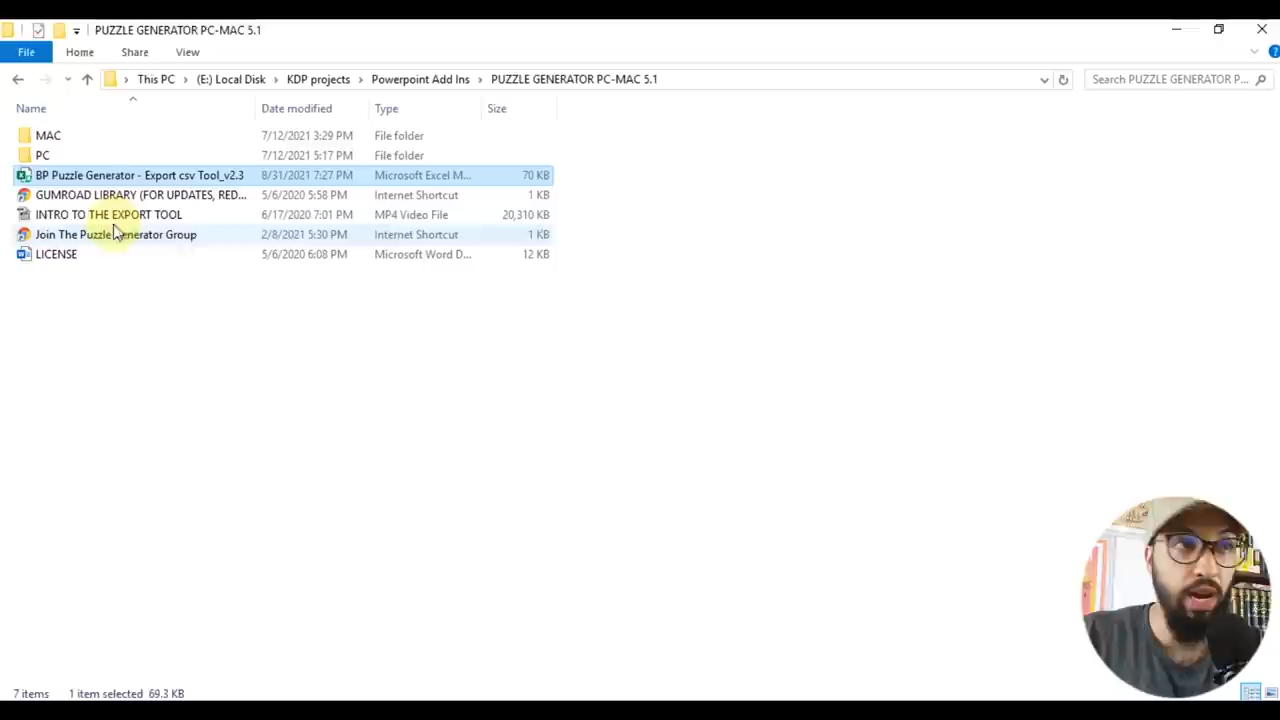 PUZZLE GENERATOR PC-MAC 5.1
File Home Share View
This PC (E:) Local Disk KDP projects Powerpoint Add Ins PUZZLE GENERATOR PC-MAC 5.1 Search PUZZLE GENERATOR P...
Name Date modified Type Size
MAC 7/12/2021 3:29 PM File folder
PC 7/12/2021 5:17 PM File folder
BP Puzzle Generator - Export csv Tool_v2.3 8/31/2021 7:27 PM Microsoft Excel M... 70 KB
GUMROAD LIBRARY (FOR UPDATES, RED... 5/6/2020 5:58 PM Internet Shortcut 1 KB
INTRO TO THE EXPORT TOOL 6/17/2020 7:01 PM MP4 Video File 20,310 KB
Join The Puzzle Generator Group 2/8/2021 5:30 PM Internet Shortcut 1 KB
LICENSE 5/6/2020 6:08 PM Microsoft Word D... 12 KB
7 items 1 item selected 69.3 KB